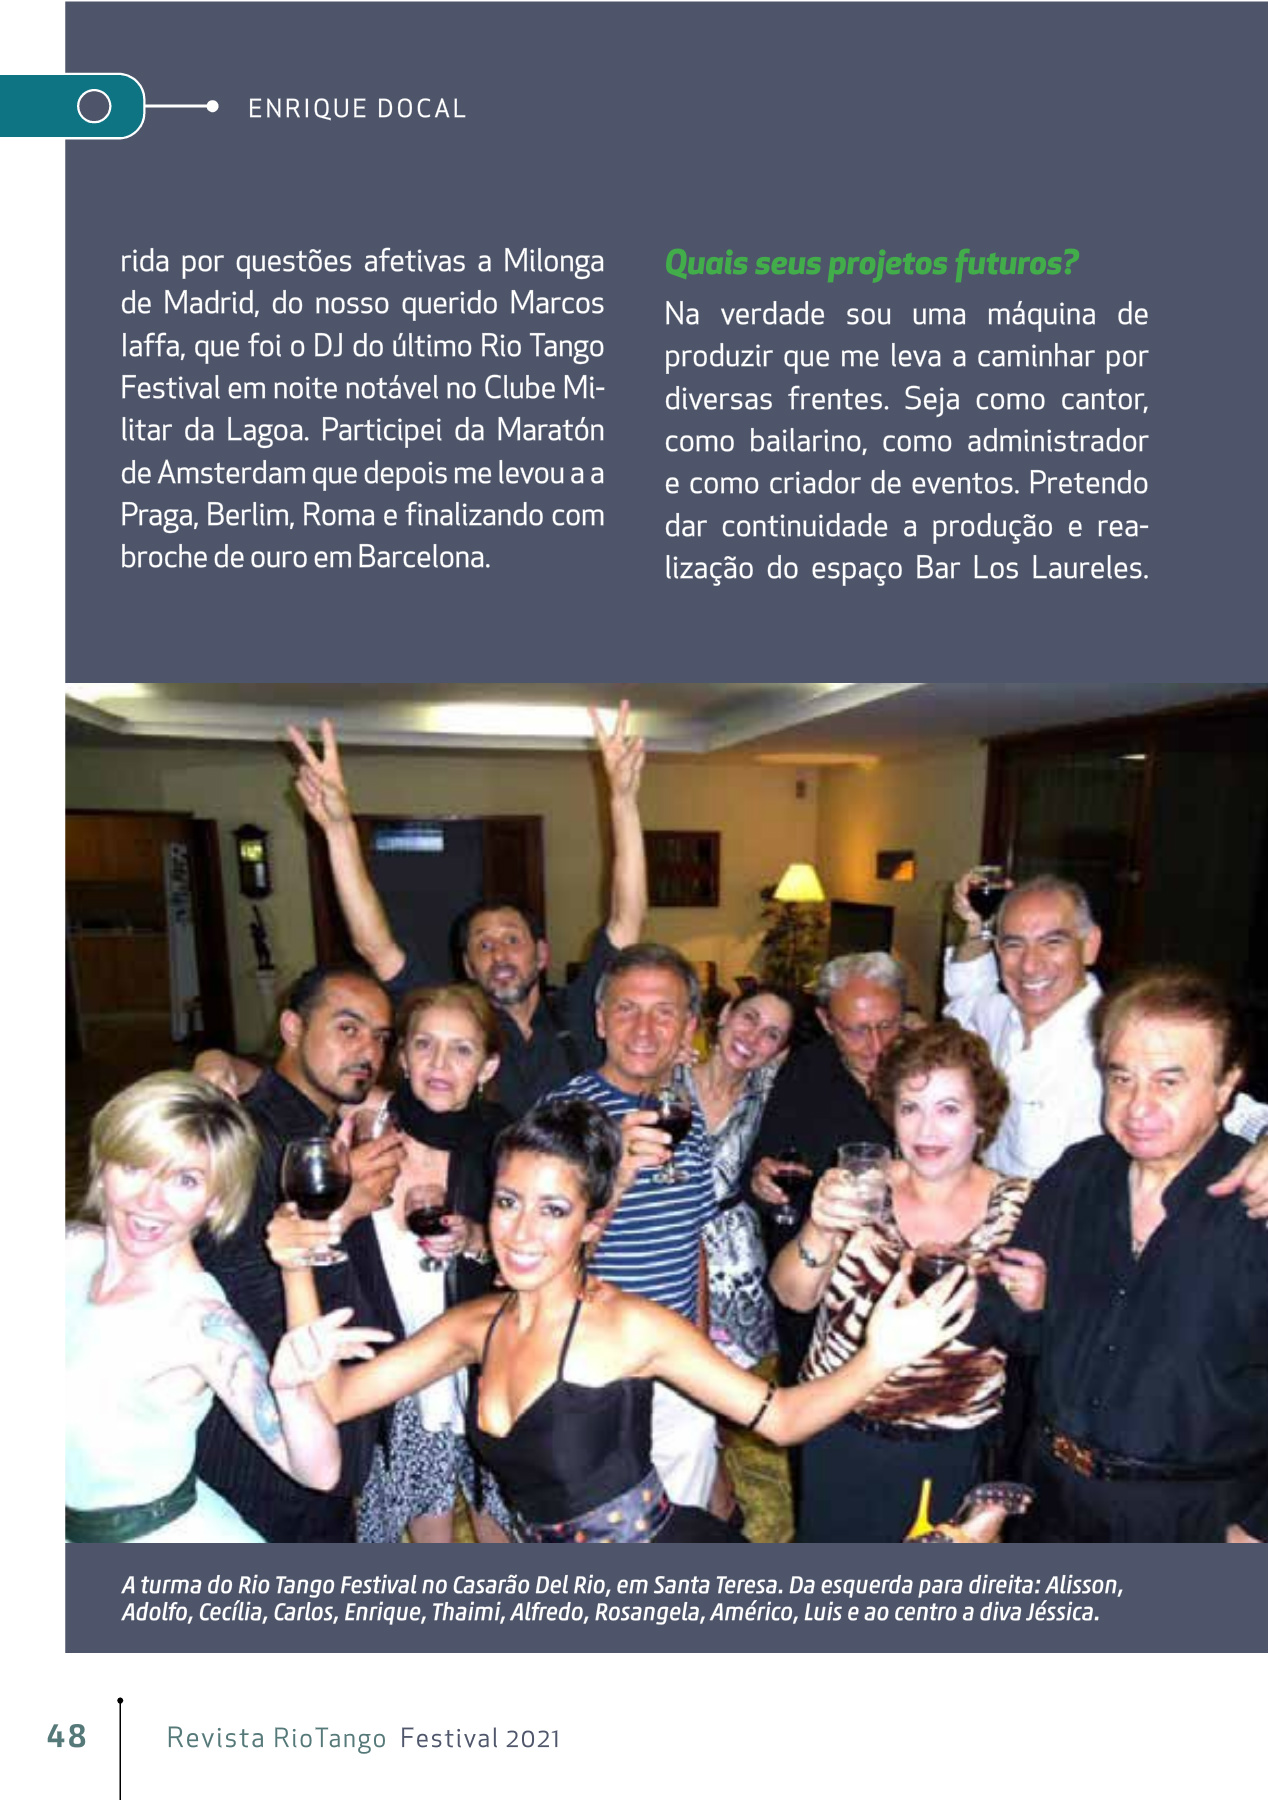 ENRIQUE DOCAL
rida por questões afetivas a Milonga
de Madrid, do nosso querido Marcos
Iaffa, que foi o DJ do último Rio Tango
Festival em noite notável no Clube Mi-
litar da Lagoa. Participei da Maratón
de Amsterdam que depois me levou a a
Praga, Berlim, Roma e finalizando com
broche de ouro em Barcelona.
Quais seus projetos futuros?
Na verdade sou uma máquina de
produzir que me leva a caminhar por
diversas frentes. Seja como cantor,
como bailarino, como administrador
e como criador de eventos. Pretendo
dar continuidade a produção e rea-
lização do espaço Bar Los Laureles.
A turma do Rio Tango Festival no Casarão Del Rio, em Santa Teresa. Da esquerda para direita: Alisson,
Adolfo, Cecília, Carlos, Enrique, Thaimi, Alfredo, Rosangela, Américo, Luis e ao centro a diva Jéssica.
48
Revista RioTango Festival 2021